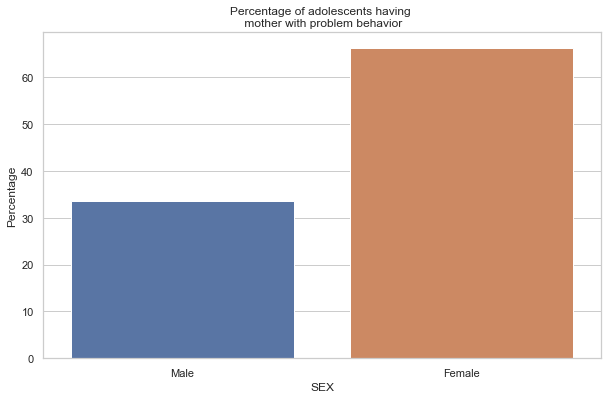 Percentage of adolescents having
mother with problem behavior
Percentage
60
50
40
30
20
10
0
Male
Female
SEX